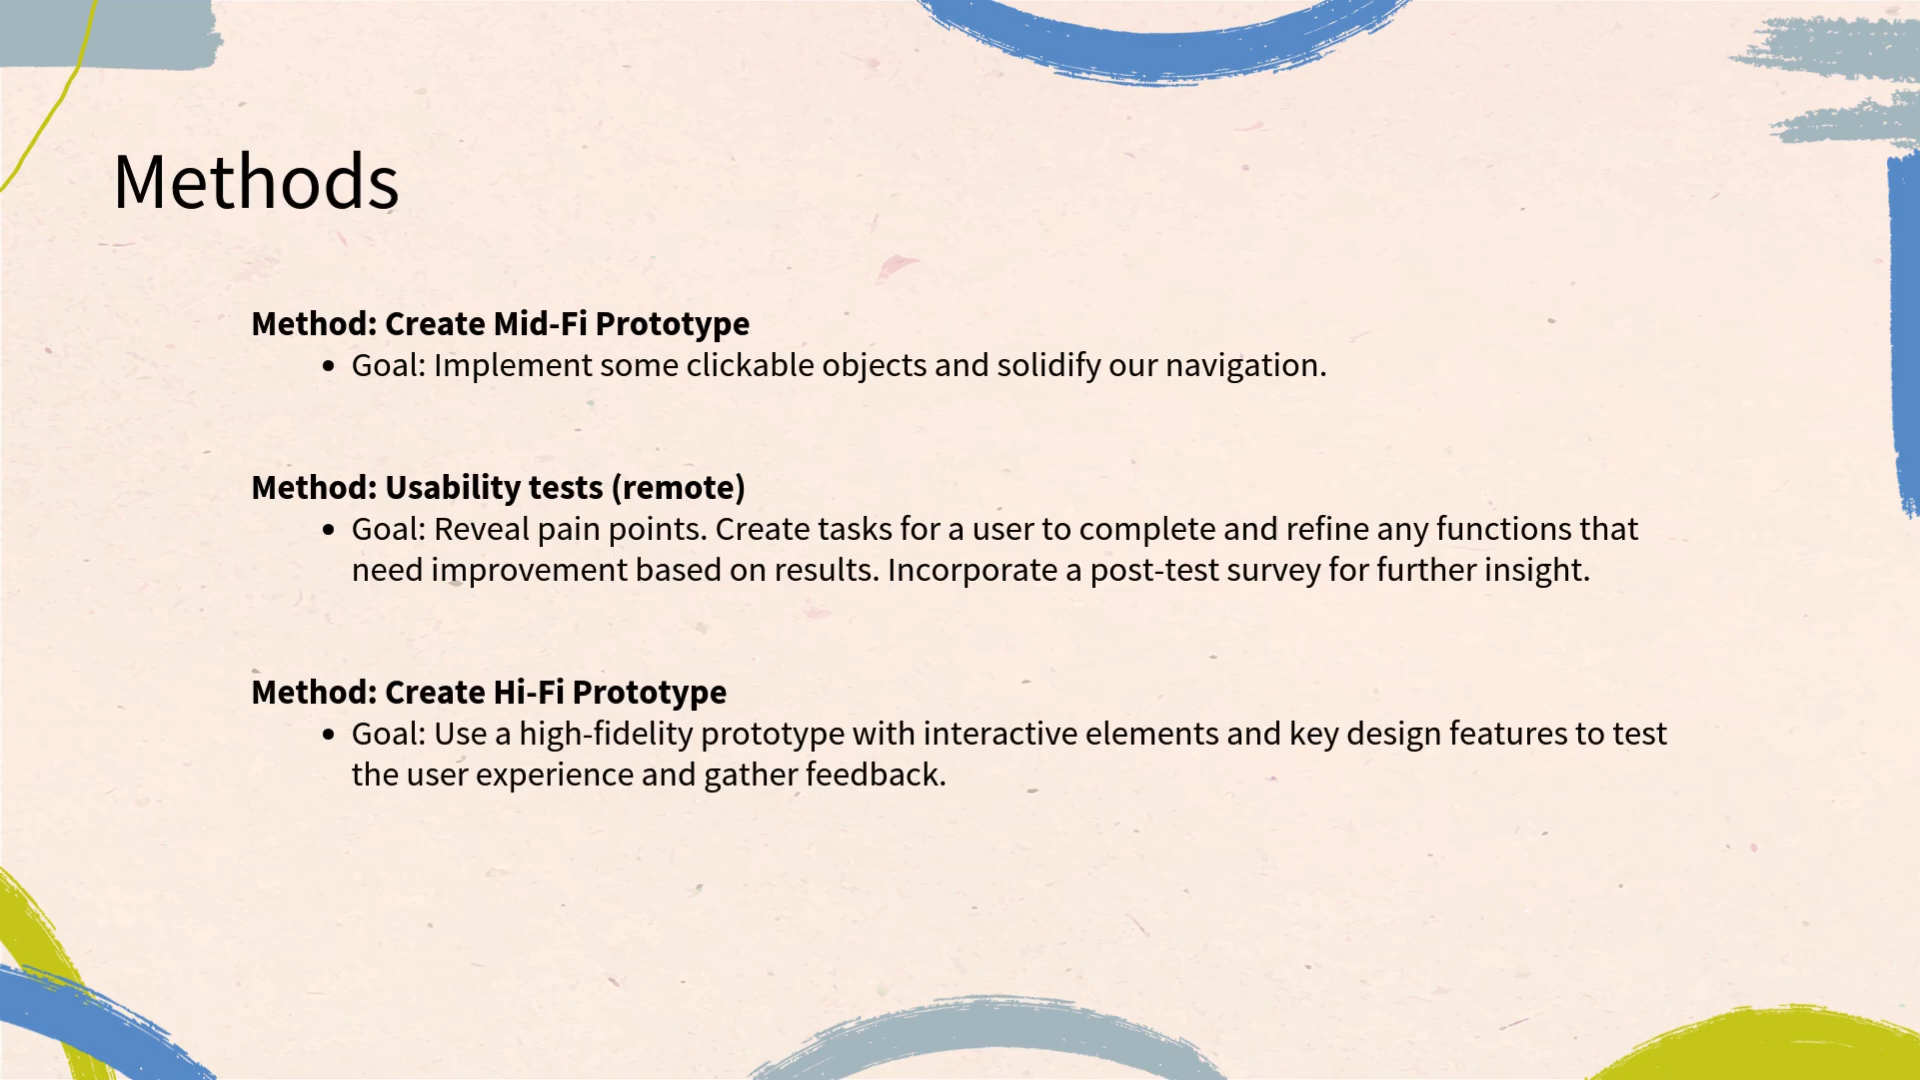 Methods
Method: Create Mid-Fi Prototype
• Goal: Implement some clickable objects and solidify our navigation.
Method: Usability tests (remote)
• Goal: Reveal pain points. Create tasks for a user to complete and refine any functions that
need improvement based on results. Incorporate a post-test survey for further insight.
Method: Create Hi-Fi Prototype
• Goal: Use a high-fidelity prototype with interactive elements and key design features to test
the user experience and gather feedback.